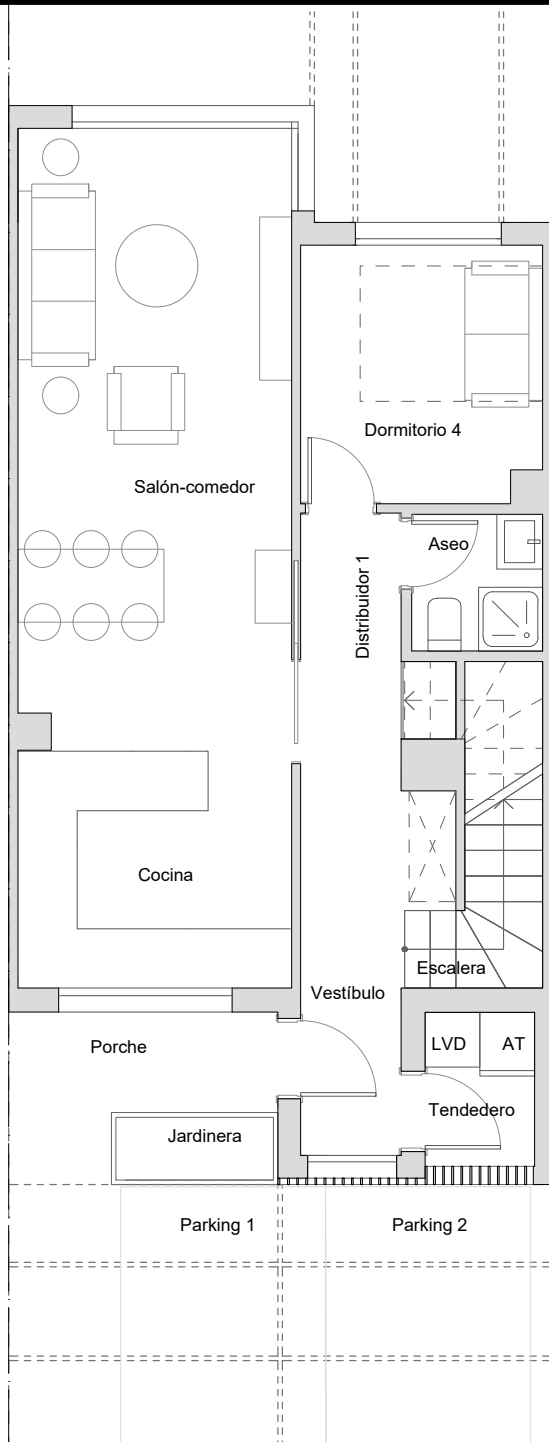 Dormitorio 4
Salón-comedor
Aseo
Distribuidor 1
Cocina
Escalera
Vestíbulo
Porche
LVD
AT
Tendedero
Jardinera
Parking 1
Parking 2